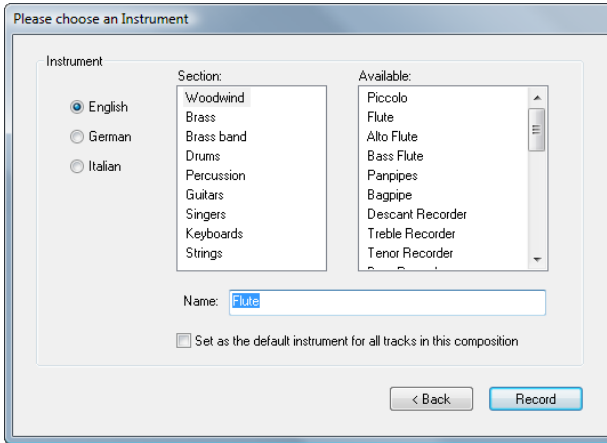 Please choose an Instrument
Instrument
Section:
Available:
English
German
Italian
Woodwind
Brass
Brass band
Drums
Percussion
Guitars
Singers
Keyboards
Strings
Piccolo
Flute
Alto Flute
Bass Flute
Panpipes
Bagpipe
Descant Recorder
Treble Recorder
Tenor Recorder
Name: Flute
Set as the default instrument for all tracks in this composition
< Back
Record